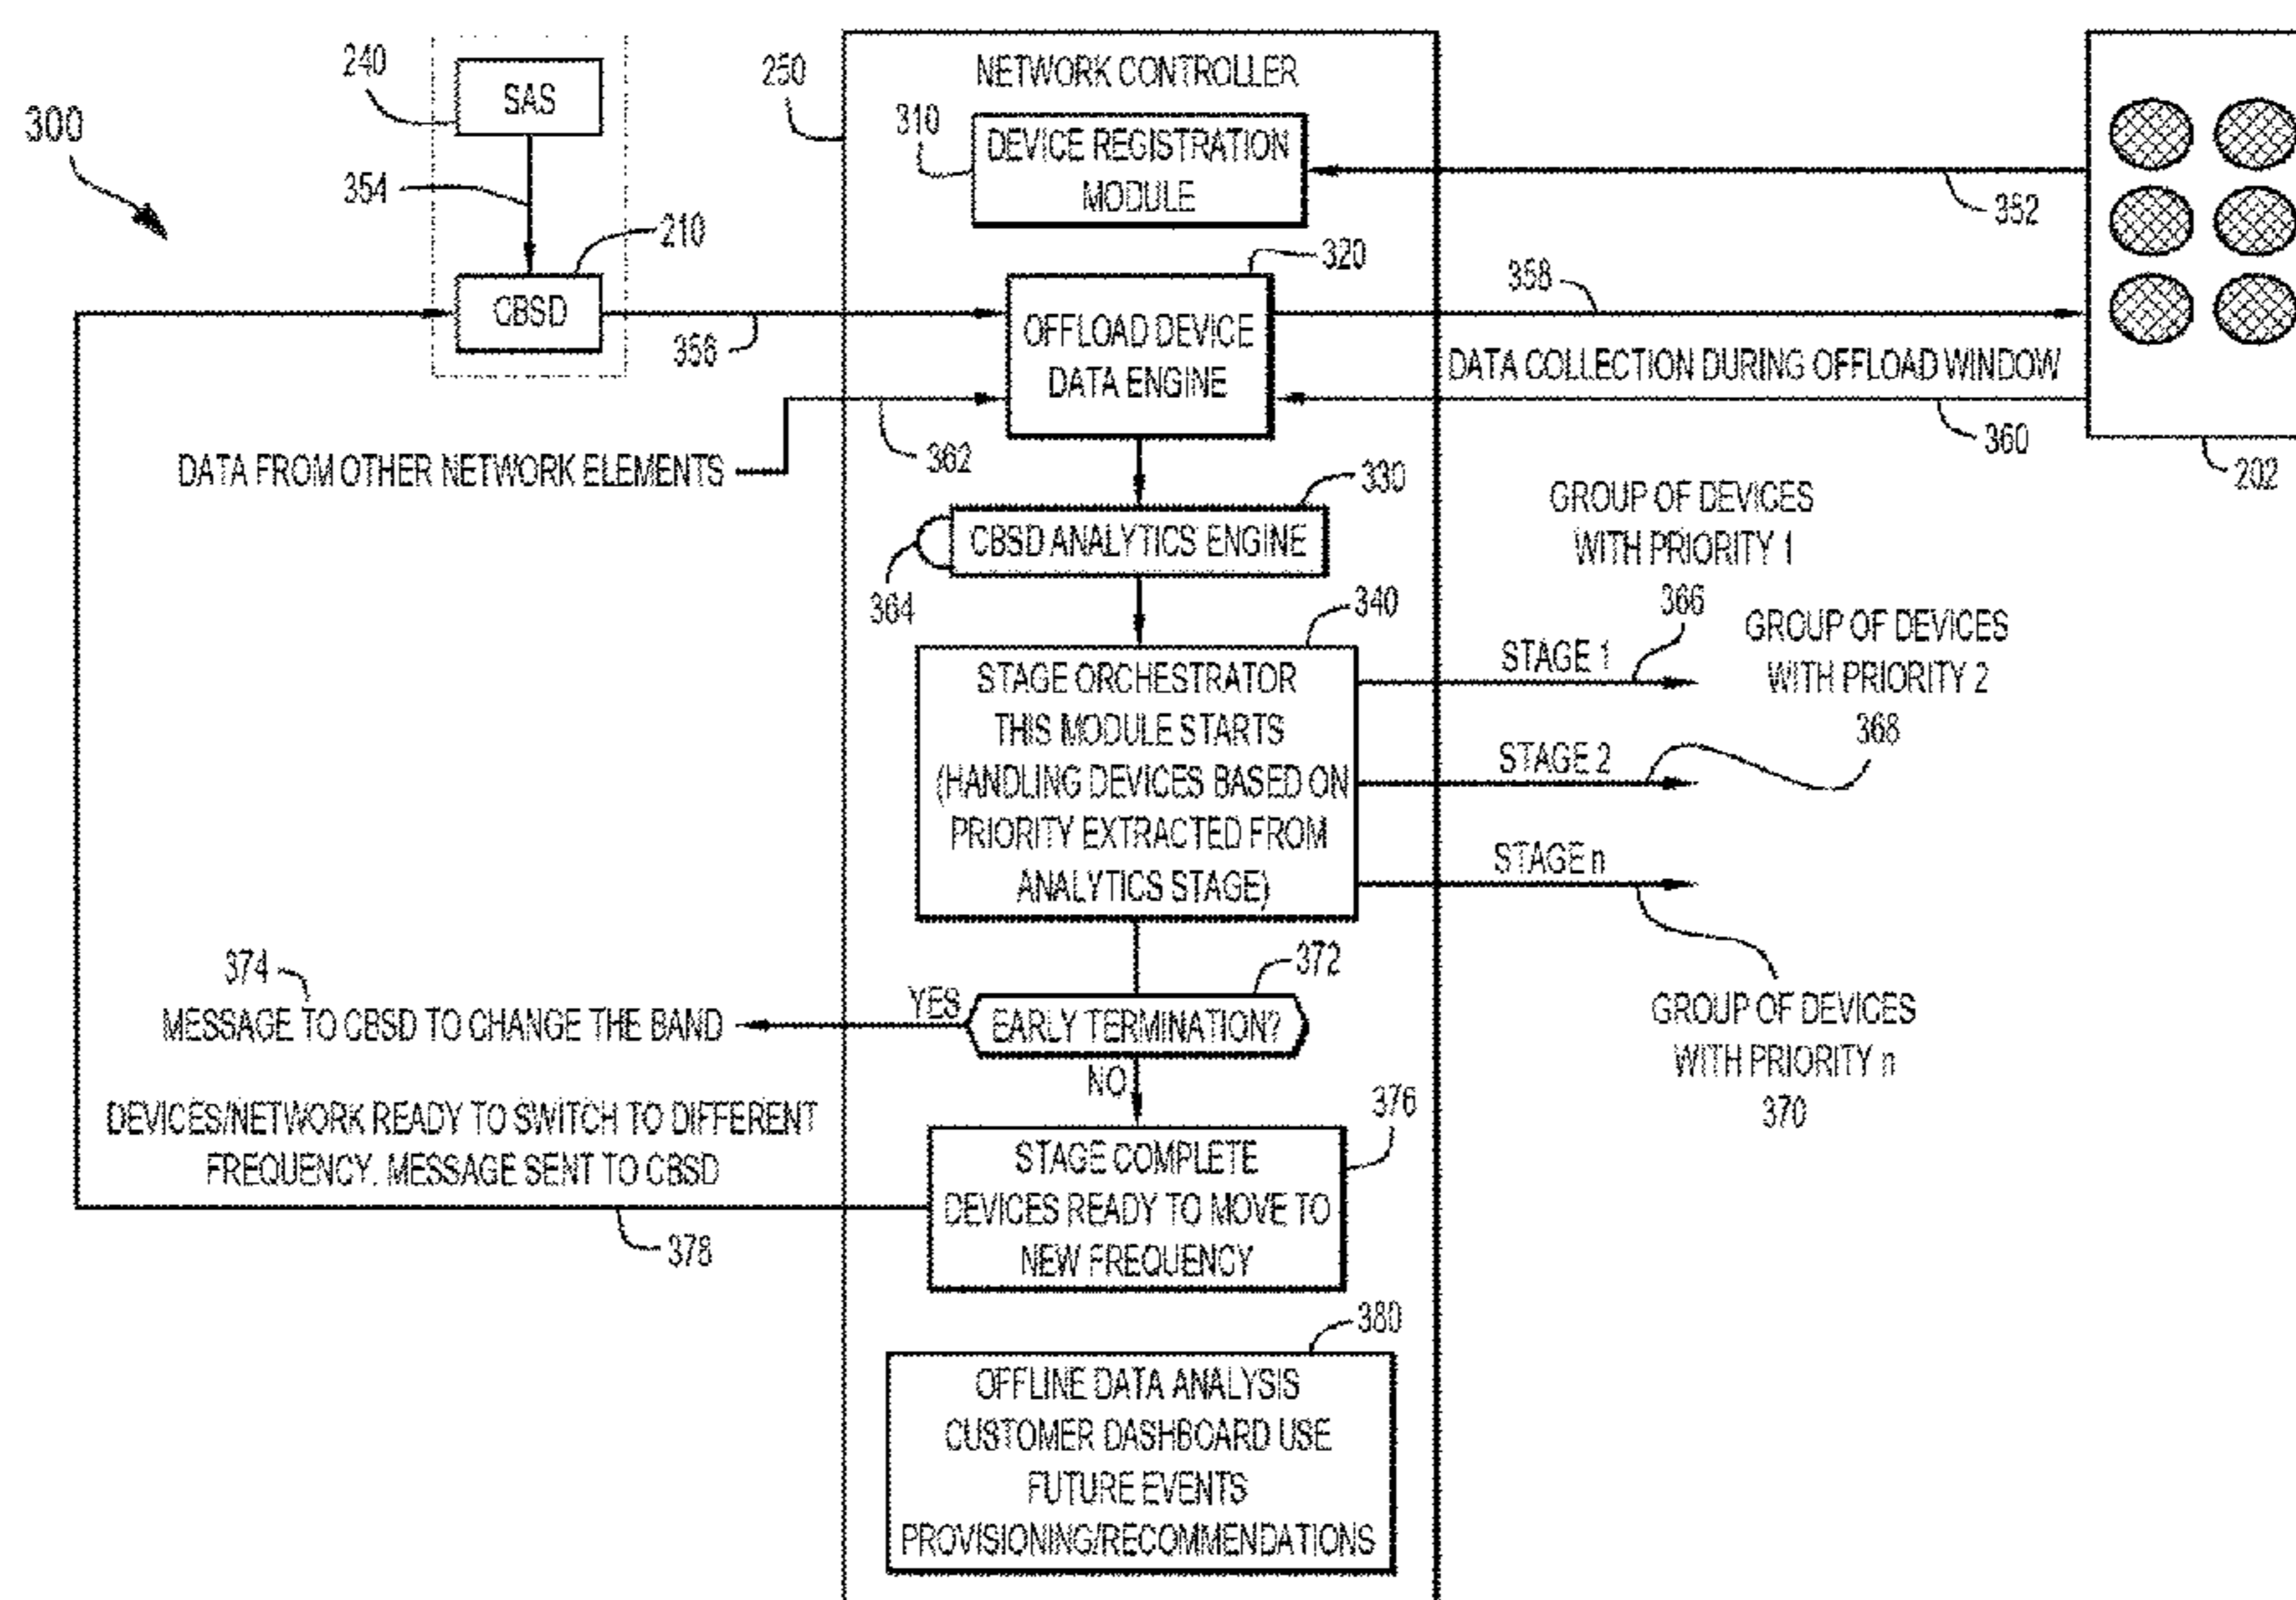 300
240
SAS
354
210
CBSD
356
250
NETWORK CONTROLLER
310
DEVICE REGISTRATION
MODULE
352
320
OFFLOAD DEVICE
DATA ENGINE
358
DATA COLLECTION DURING OFFLOAD WINDOW
360
202
DATA FROM OTHER NETWORK ELEMENTS
362
330
CBSD ANALYTICS ENGINE
364
GROUP OF DEVICES
WITH PRIORITY 1
366
340
STAGE ORCHESTRATOR
THIS MODULE STARTS
(HANDLING DEVICES BASED ON
PRIORITY EXTRACTED FROM
ANALYTICS STAGE)
STAGE 1
GROUP OF DEVICES
WITH PRIORITY 2
368
STAGE 2
STAGE n
GROUP OF DEVICES
WITH PRIORITY n
370
372
EARLY TERMINATION?
YES
374
MESSAGE TO CBSD TO CHANGE THE BAND
NO
DEVICES/NETWORK READY TO SWITCH TO DIFFERENT
FREQUENCY. MESSAGE SENT TO CBSD
378
376
STAGE COMPLETE
DEVICES READY TO MOVE TO
NEW FREQUENCY
380
OFFLINE DATA ANALYSIS
CUSTOMER DASHBOARD USE
FUTURE EVENTS
PROVISIONING/RECOMMENDATIONS